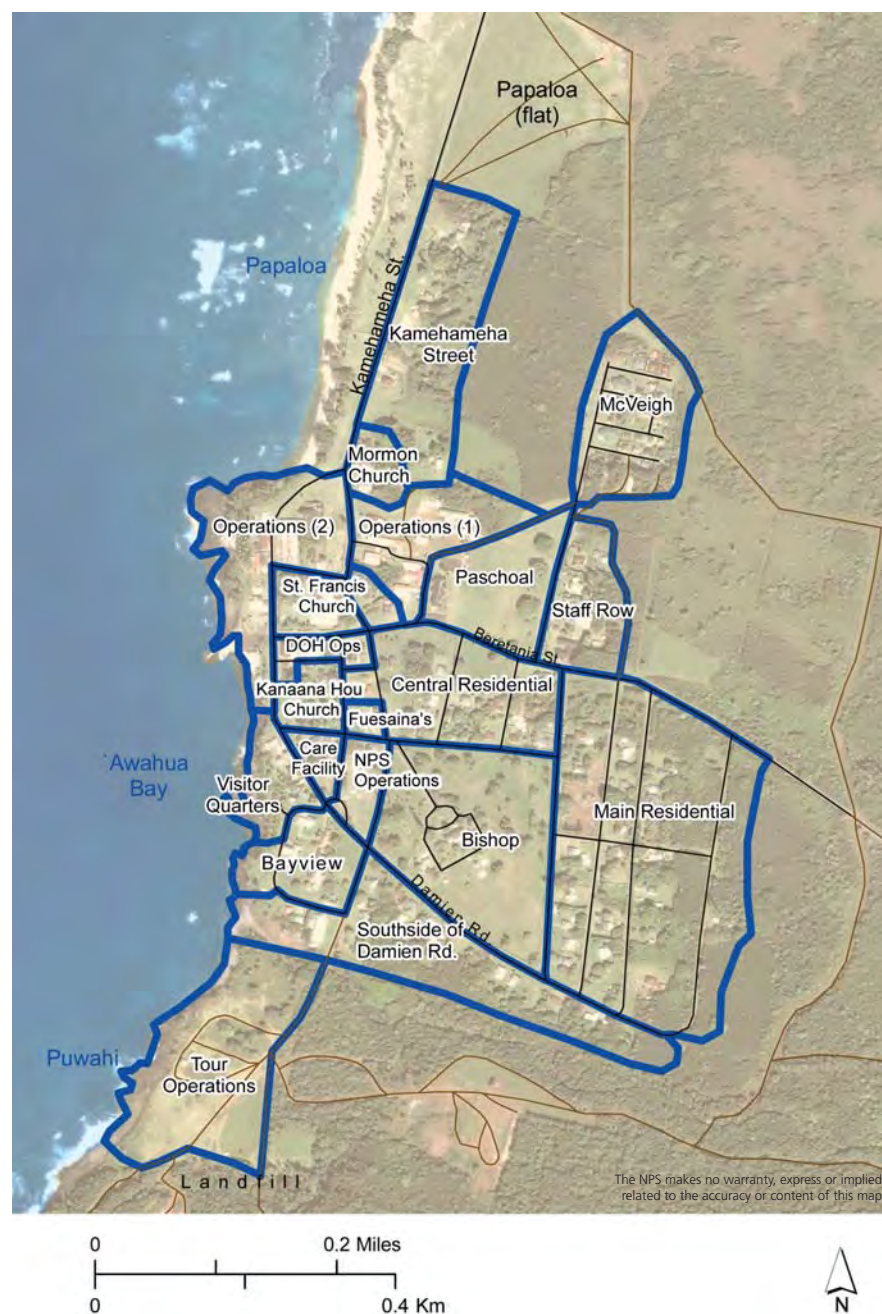 Papaloa
(flat)
Papaloa
Kamehameha St.
Kamehameha
Street
McVeigh
Mormon
Church
Operations (2)
Operations (1)
Paschoal
St. Francis
Church
Staff Row
DOH Ops
Beretania St.
Kanaana Hou
Church
Central Residential
Fuesaina's
Care
Facility
NPS
Operations
`Awahua
Bay
Visitor
Quarters
Main Residential
Bishop
Bayview
Damien Rd.
Southside of
Damien Rd.
Puwahi
Tour
Operations
Landfill
The NPS makes no warranty, express or implied
related to the accuracy or content of this map
0 0.2 Miles
0 0.4 Km
N